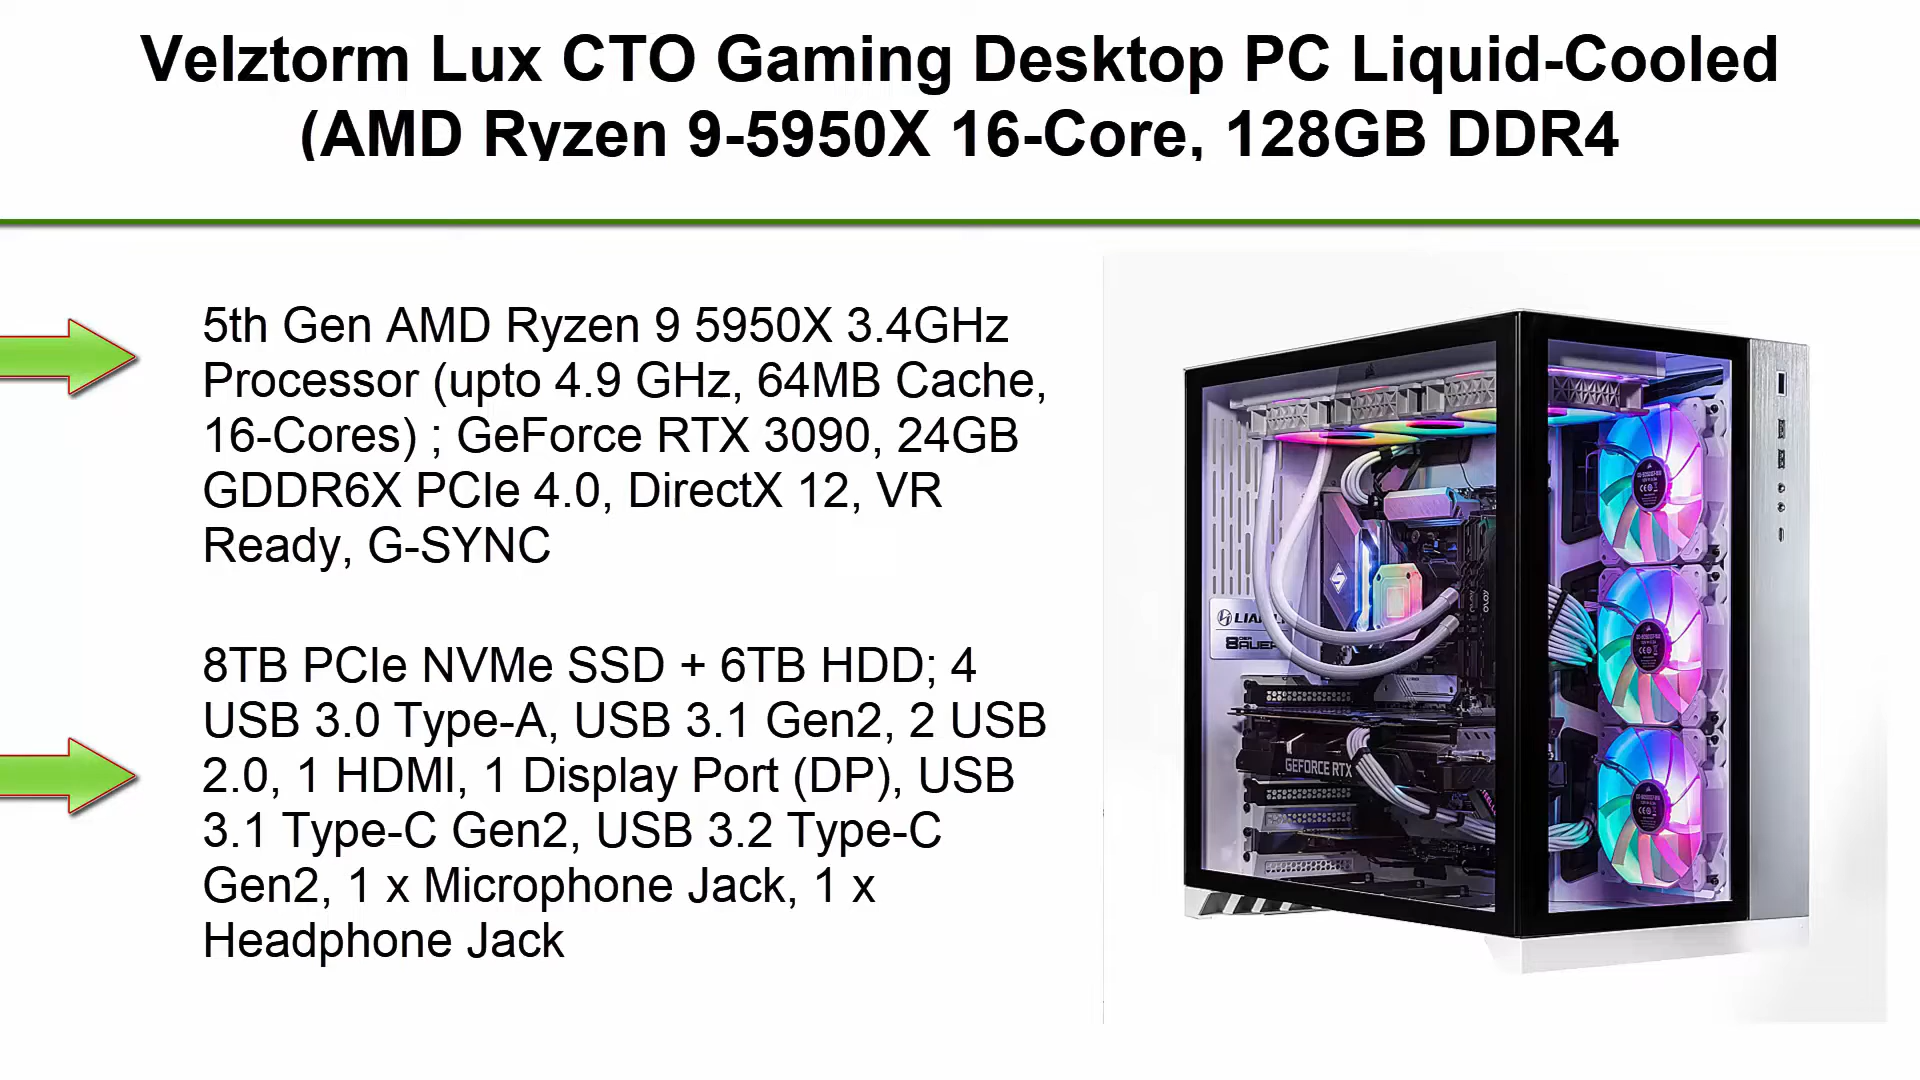 Velztorm Lux CTO Gaming Desktop PC Liquid-Cooled
(AMD Ryzen 9-5950X 16-Core, 128GB DDR4
5th Gen AMD Ryzen 9 5950X 3.4GHz
Processor (upto 4.9 GHz, 64MB Cache,
16-Cores) ; GeForce RTX 3090, 24GB
GDDR6X PCIe 4.0, DirectX 12, VR
Ready, G-SYNC
8TB PCIe NVMe SSD + 6TB HDD; 4
USB 3.0 Type-A, USB 3.1 Gen2, 2 USB
2.0, 1 HDMI, 1 Display Port (DP), USB
3.1 Type-C Gen2, USB 3.2 Type-C
Gen2, 1 x Microphone Jack, 1 x
Headphone Jack
GEFORCE RTX